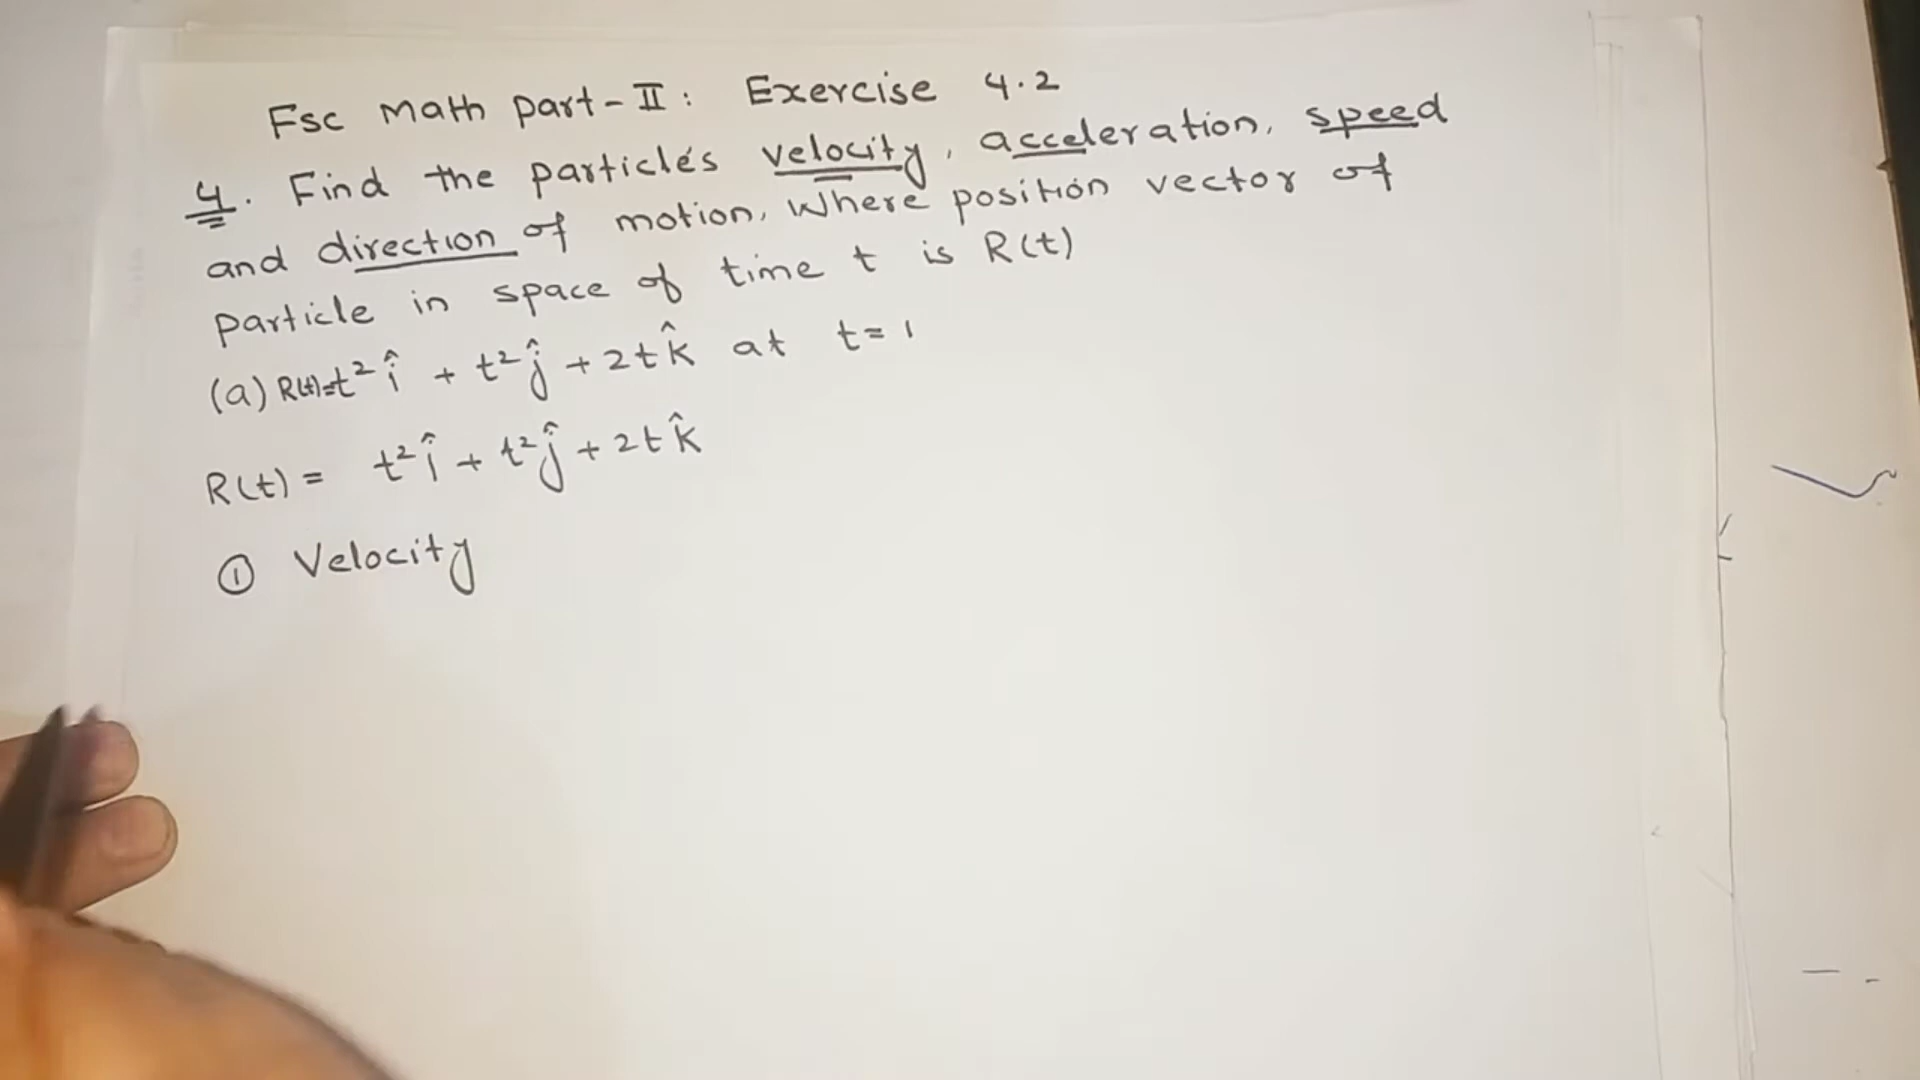 Fsc Math part-II: Exercise 4.2
4. Find the particle's velocity, acceleration, speed
and direction of motion, Where position vector of
particle in space of time t is R(t)
(a) R(t)=t² î + t² ĵ + 2t k̂ at t=1
R(t) = t² î + t² ĵ + 2t k̂
① Velocity